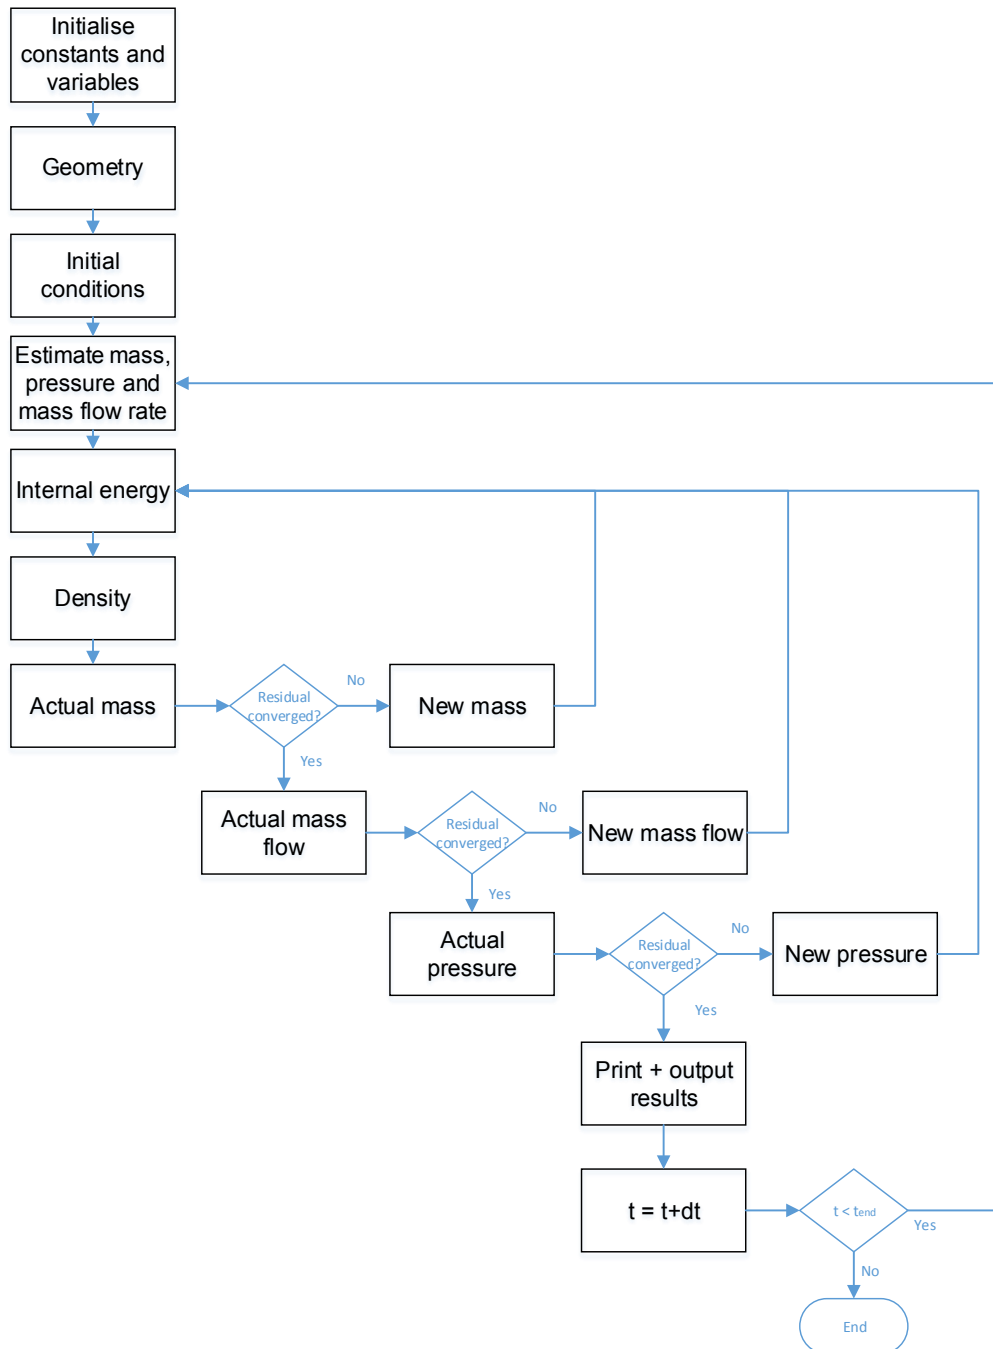 Initialise
constants and
variables
Geometry
Initial
conditions
Estimate mass,
pressure and
mass flow rate
Internal energy
Density
Actual mass
Residual
converged?
No
New mass
Yes
Actual mass
flow
Residual
converged?
No
New mass flow
Yes
Actual
pressure
Residual
converged?
No
New pressure
Yes
Print + output
results
t = t+dt
t < tend
Yes
No
End